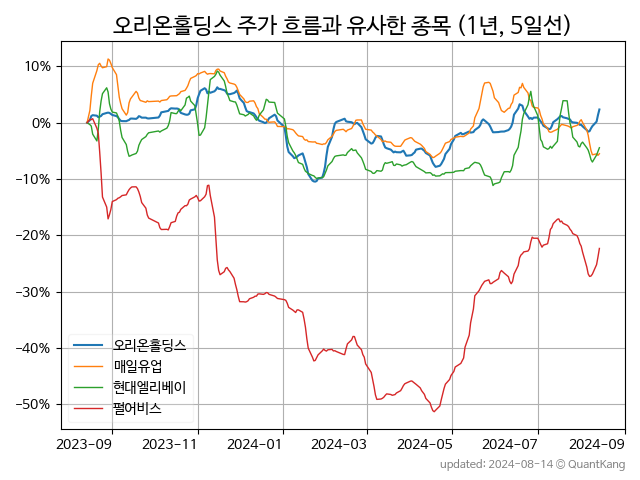 오리온홀딩스 주가 흐름과 유사한 종목 (1년, 5일선)
10%
0%
−10%
−20%
−30%
−40%
−50%
오리온홀딩스
매일유업
현대엘리베이
펄어비스
2023-09
2023-11
2024-01
2024-03
2024-05
2024-07
2024-09
updated: 2024-08-14 © QuantKang